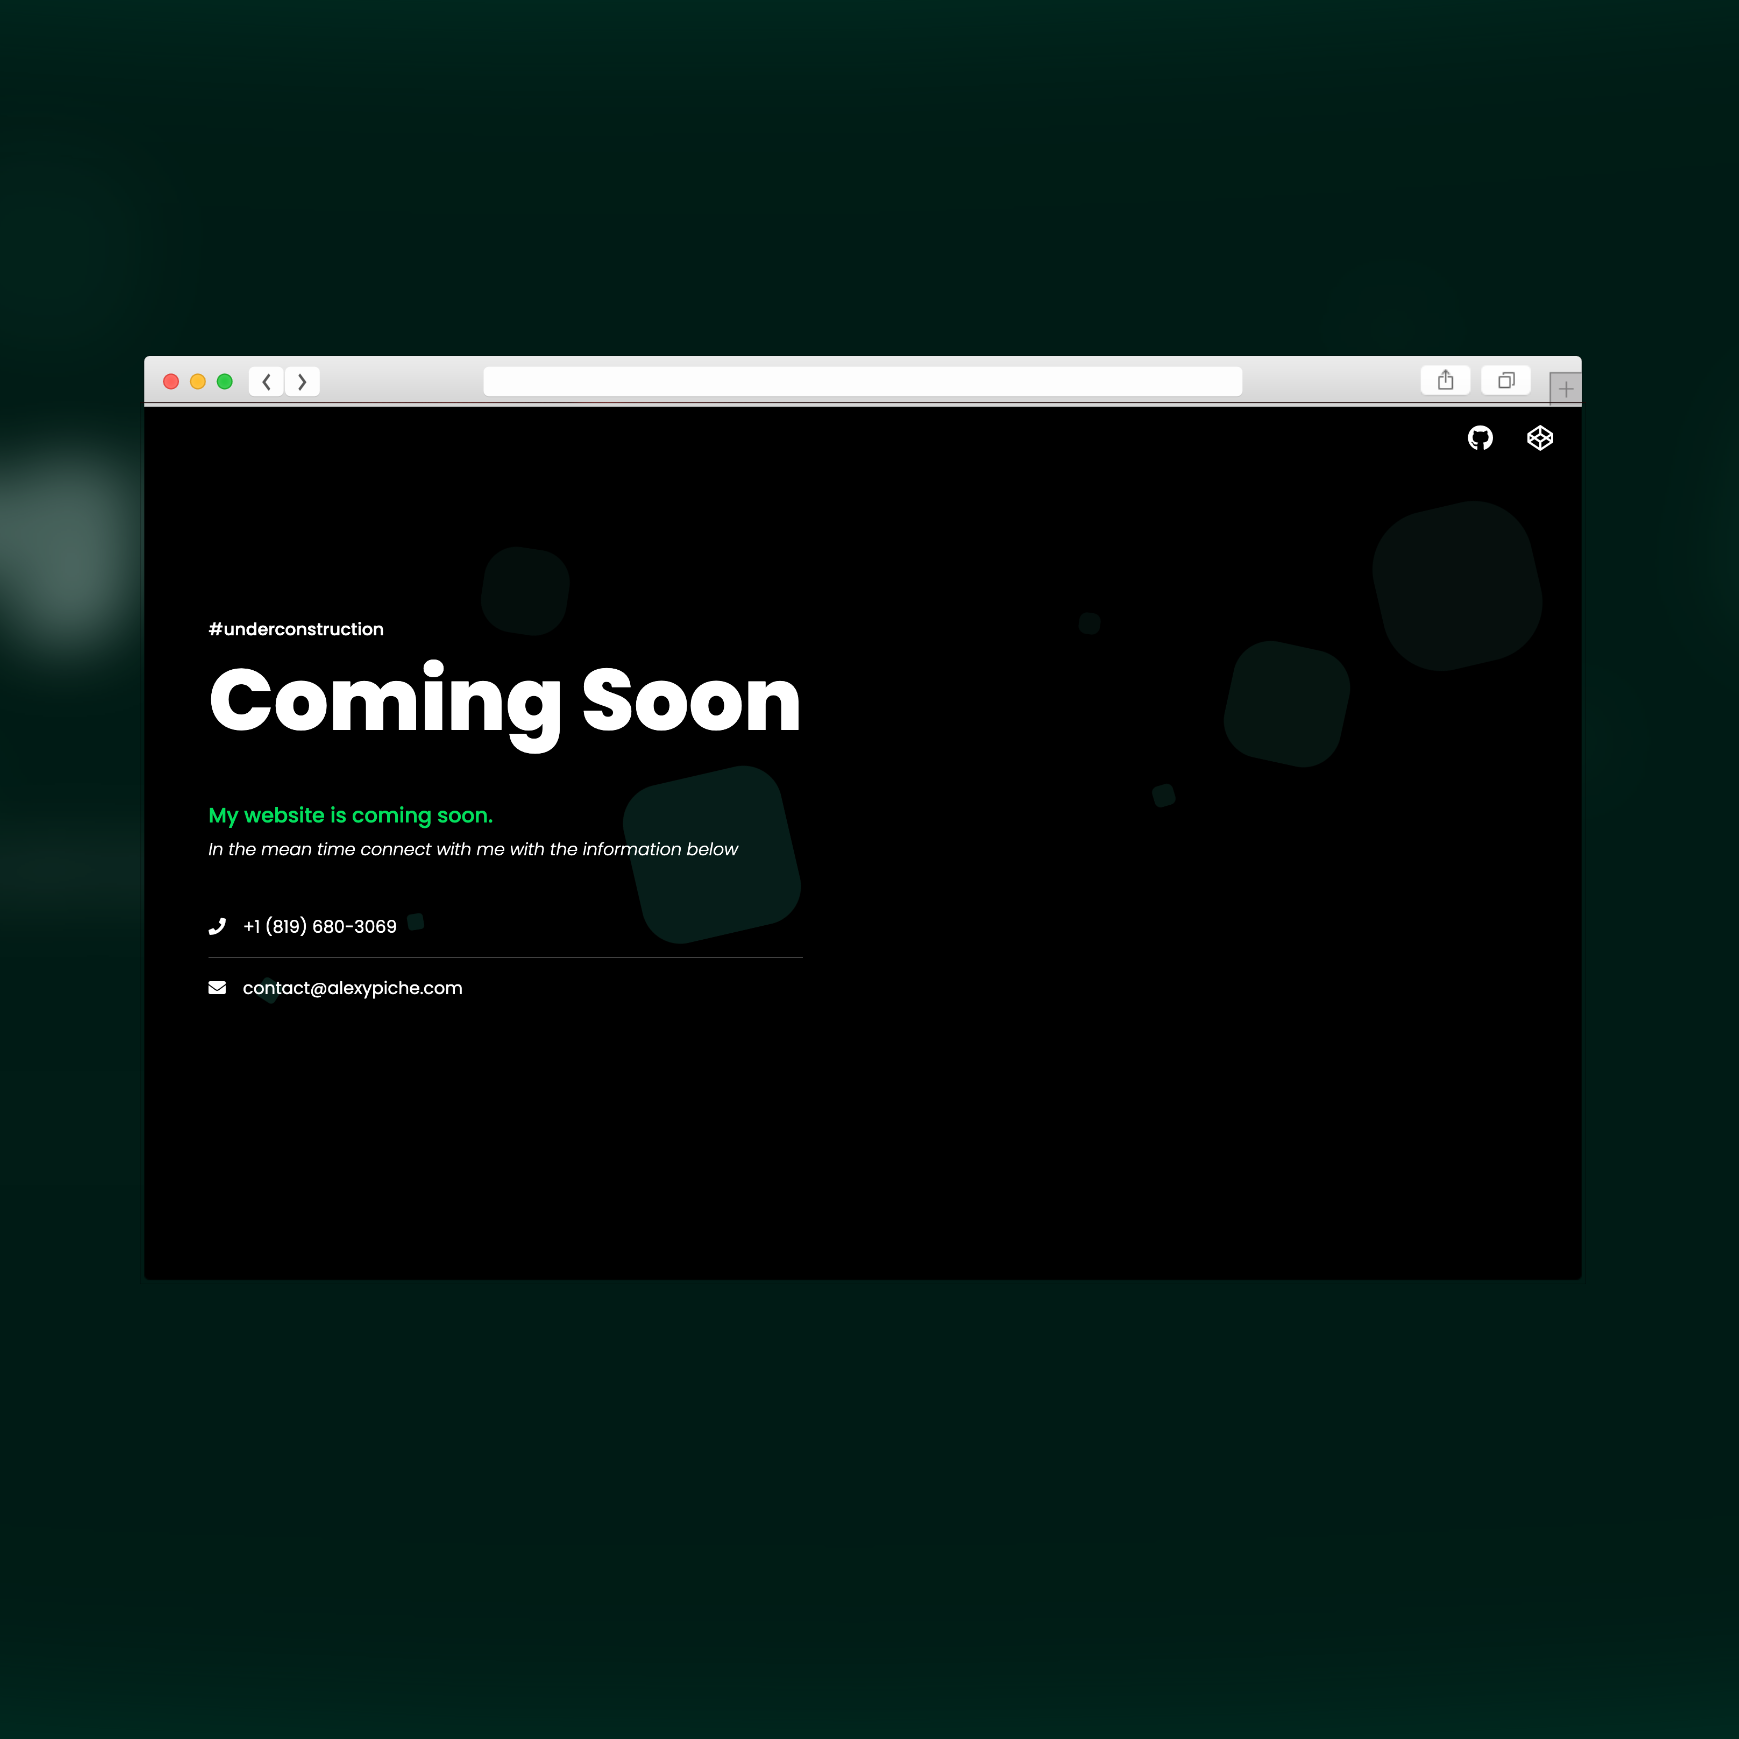 #underconstruction
Coming Soon
My website is coming soon.
In the mean time connect with me with the information below
+1 (819) 680-3069
contact@alexypiche.com